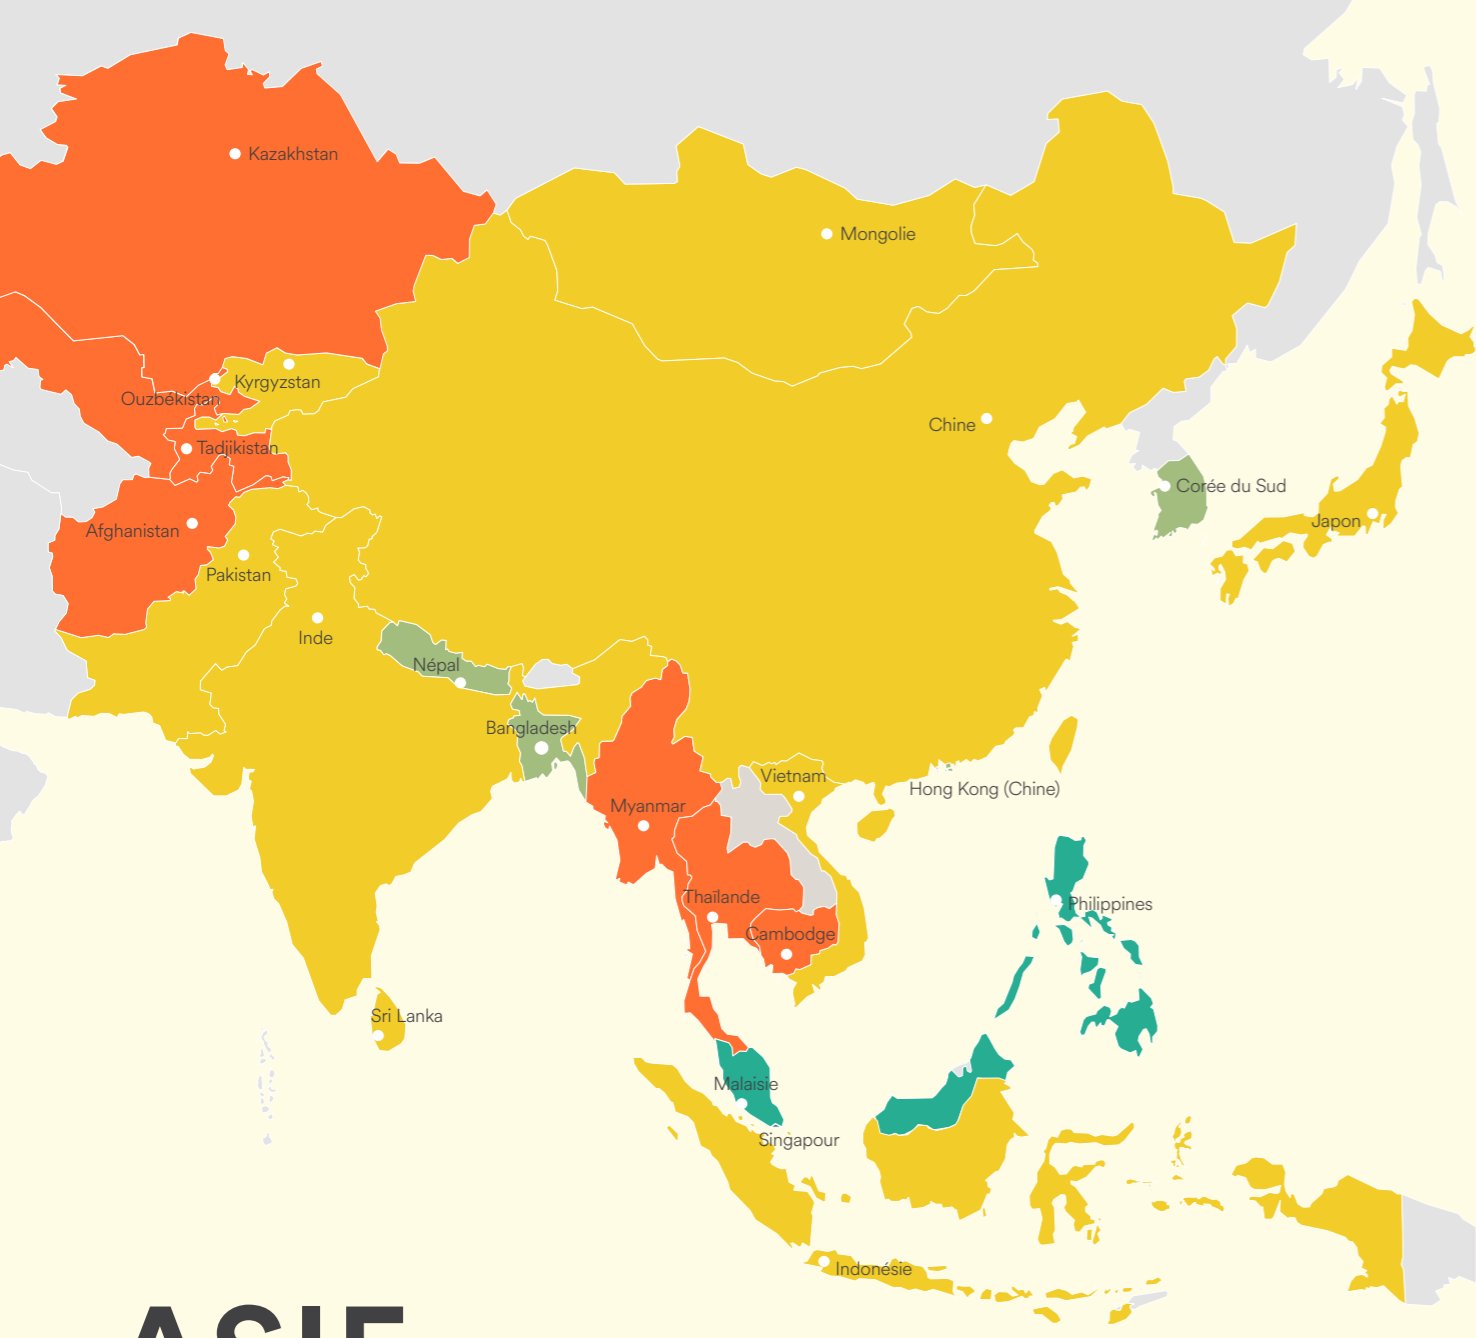 Kazakhstan
Mongolie
Kyrgyzstan
Ouzbékistan
Chine
Tadjikistan
Corée du Sud
Japon
Afghanistan
Pakistan
Inde
Népal
Bangladesh
Vietnam
Hong Kong (Chine)
Myanmar
Thaïlande
Philippines
Cambodge
Sri Lanka
Malaisie
Singapour
Indonésie
ASIE